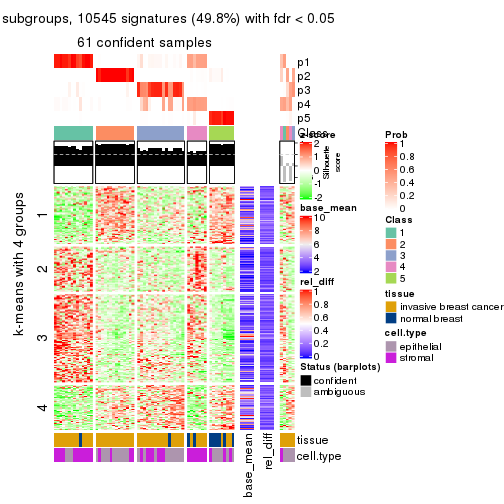 subgroups, 10545 signatures (49.8%) with fdr < 0.05
61 confident samples
p1
p2
p3
p4
p5
Class
k-means with 4 groups
1
2
3
4
Silhouette
score
z-score
2
1
0
-1
-2
base_mean
10
8
6
4
2
rel_diff
1
0.8
0.6
0.4
0.2
0
Status (barplots)
confident
ambiguous
Prob
1
0.8
0.6
0.4
0.2
0
Class
1
2
3
4
5
tissue
invasive breast cancer
normal breast
cell.type
epithelial
stromal
tissue
cell.type
base_mean
rel_diff